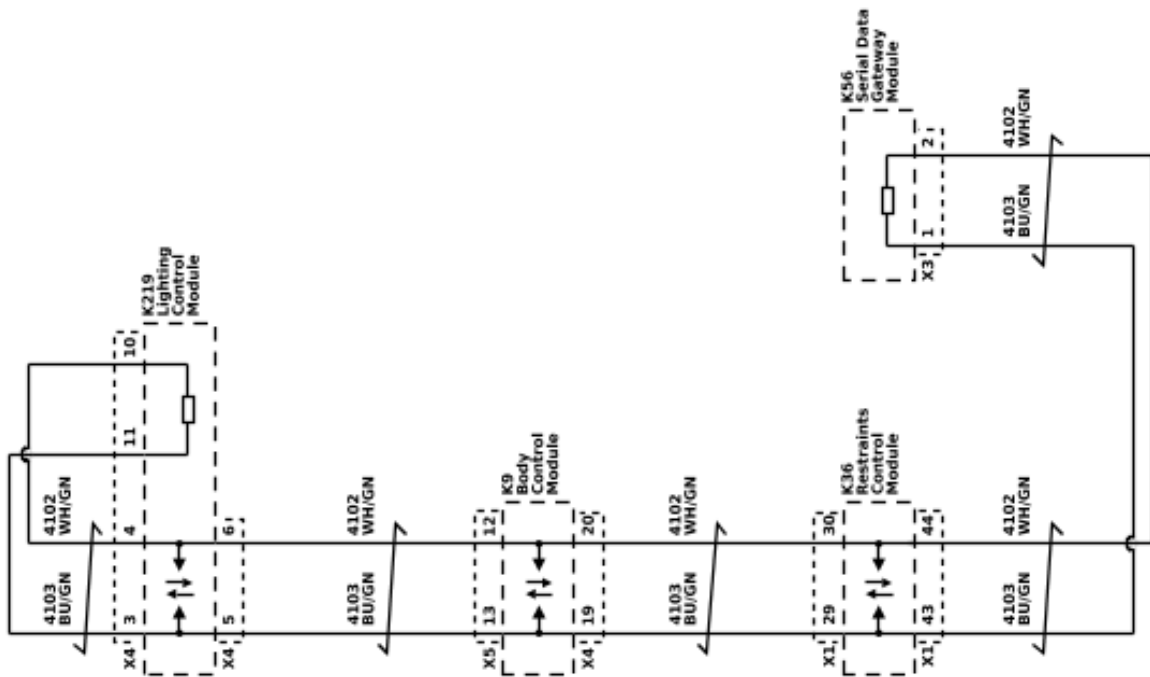 K56
Serial Data
Gateway
Module
X3
1
2
4103
BU/GN
4102
WH/GN
K219
Lighting
Control
Module
11
10
4103
BU/GN
4102
WH/GN
X4
3
4
X4
5
6
4103
BU/GN
4102
WH/GN
K9
Body
Control
Module
X5
13
12
X4
19
20
4103
BU/GN
4102
WH/GN
K36
Restraints
Control
Module
X1
29
30
X1
43
44
4103
BU/GN
4102
WH/GN